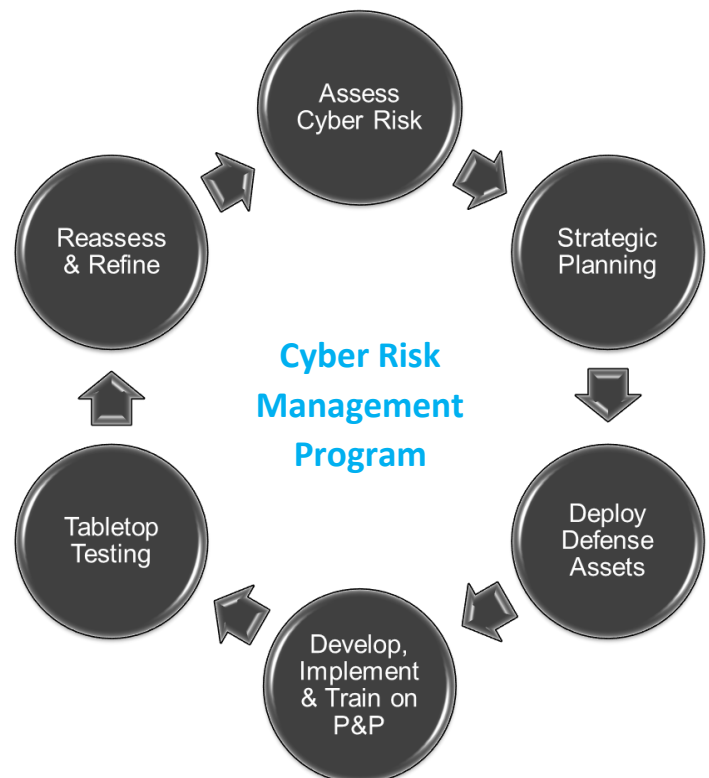 Assess
Cyber Risk
Strategic
Planning
Deploy
Defense
Assets
Develop,
Implement
& Train on
P&P
Tabletop
Testing
Reassess
& Refine
Cyber Risk
Management
Program